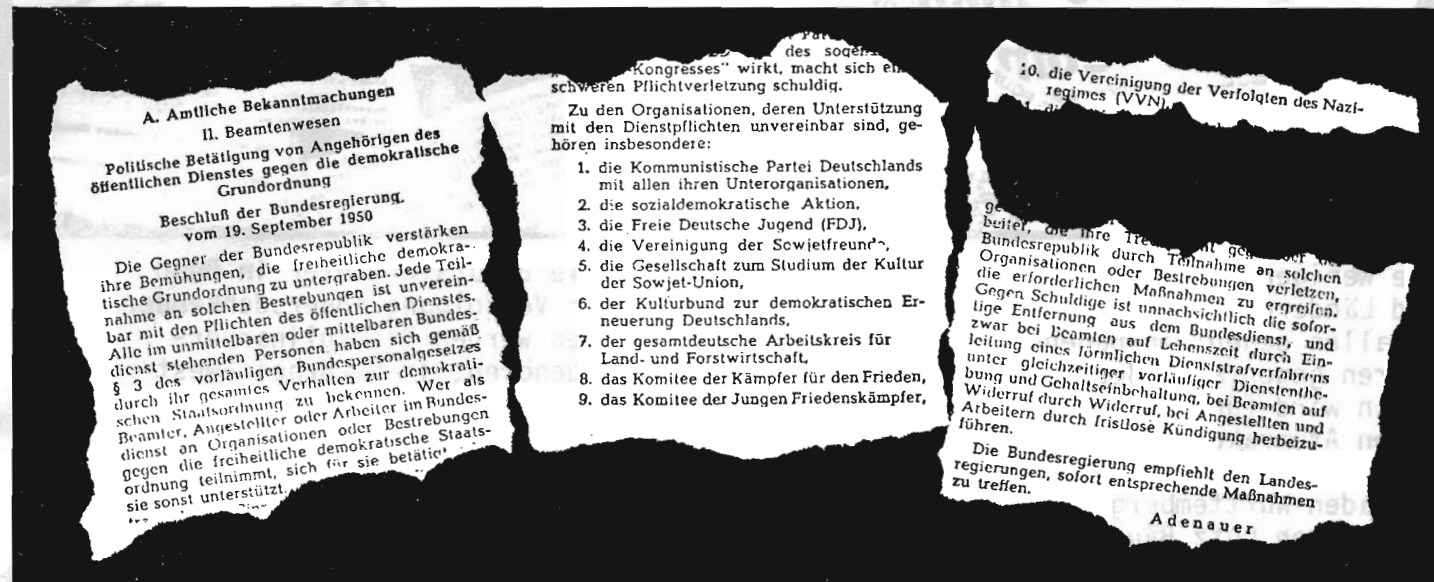 A. Amtliche Bekanntmachungen
II. Beamtenwesen
Politische Betätigung von Angehörigen des
öffentlichen Dienstes gegen die demokratische
Grundordnung
Beschluß der Bundesregierung.
vom 19. September 1950
Die Gegner der Bundesrepublik verstärken
ihre Bemühungen, die freiheitliche demokra-
tische Grundordnung zu untergraben. Jede Teil-
nahme an solchen Bestrebungen ist unverein-
bar mit den Pflichten des öffentlichen Dienstes.
Alle im unmittelbaren oder mittelbaren Bundes-
dienst stehenden Personen haben sich gemäß
§ 3 des vorläufigen Bundespersonalgesetzes
durch ihr gesamtes Verhalten zur demokrati-
schen Staatsordnung zu bekennen. Wer als
Beamter, Angestellter oder Arbeiter im Bundes-
dienst an Organisationen oder Bestrebungen
gegen die freiheitliche demokratische Staats-
ordnung teilnimmt, sich für sie betätigt
sie sonst unterstützt,
des
Kongresses" wirkt, macht sich
schweren Pflichtverletzung schuldig.
Zu den Organisationen, deren Unterstützung
mit den Dienstpflichten unvereinbar sind, ge-
hören insbesondere:
1. die Kommunistische Partei Deutschlands
mit allen ihren Unterorganisationen,
2. die sozialdemokratische Aktion,
3. die Freie Deutsche Jugend (FDJ),
4. die Vereinigung der Sowjetfreunde,
5. die Gesellschaft zum Studium der Kultur
der Sowjet-Union,
6. der Kulturbund zur demokratischen Er-
neuerung Deutschlands,
7. der gesamtdeutsche Arbeitskreis für
Land- und Forstwirtschaft,
8. das Komitee der Kämpfer für den Frieden,
9. das Komitee der Jungen Friedenskämpfer,
10. die Vereinigung der Verfolgten des Nazi-
regimes (VVN),
beiter, die ihre
Bundesrepublik durch Teilnahme an solchen
Organisationen oder Bestrebungen verletzen,
die erforderlichen Maßnahmen zu ergreifen.
Gegen Schuldige ist unnachsichtlich die sofor-
tige Entfernung aus dem Bundesdienst, und
zwar bei Beamten auf Lebenszeit durch Ein-
leitung eines förmlichen Dienststrafverfahrens
unter gleichzeitiger vorläufiger Dienstenthe-
bung und Gehaltseinbehaltung, bei Beamten auf
Widerruf durch Widerruf, bei Angestellten und
Arbeitern durch fristlose Kündigung herbeizu-
führen.
Die Bundesregierung empfiehlt den Landes-
regierungen, sofort entsprechende Maßnahmen
zu treffen.
Adenauer